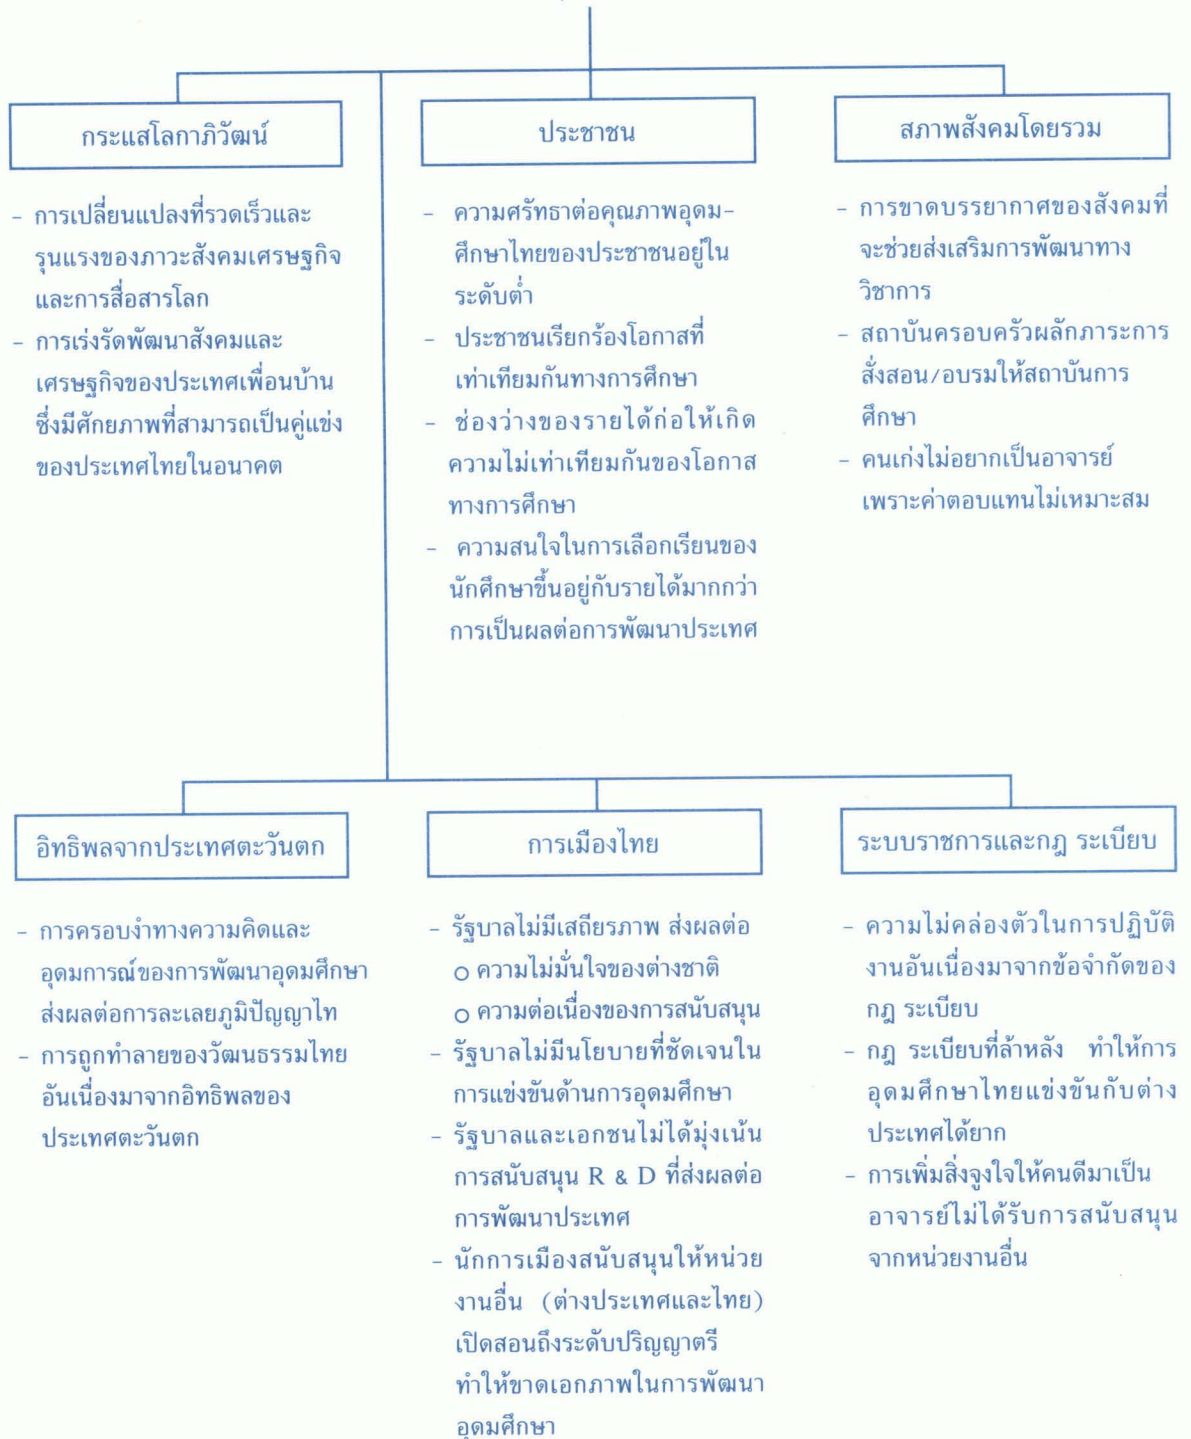 กระแสโลกาภิวัฒน์
- การเปลี่ยนแปลงที่รวดเร็วและ
รุนแรงของภาวะสังคมเศรษฐกิจ
และการสื่อสารโลก
- การเร่งรัดพัฒนาสังคมและ
เศรษฐกิจของประเทศเพื่อนบ้าน
ซึ่งมีศักยภาพที่สามารถเป็นคู่แข่ง
ของประเทศไทยในอนาคต
ประชาชน
- ความศรัทธาต่อคุณภาพอุดม-
ศึกษาไทยของประชาชนอยู่ใน
ระดับต่ำ
- ประชาชนเรียกร้องโอกาสที่
เท่าเทียมกันทางการศึกษา
- ช่องว่างของรายได้ก่อให้เกิด
ความไม่เท่าเทียมกันของโอกาส
ทางการศึกษา
- ความสนใจในการเลือกเรียนของ
นักศึกษาขึ้นอยู่กับรายได้มากกว่า
การเป็นผลต่อการพัฒนาประเทศ
สภาพสังคมโดยรวม
- การขาดบรรยากาศของสังคมที่
จะช่วยส่งเสริมการพัฒนาทาง
วิชาการ
- สถาบันครอบครัวผลักภาระการ
สั่งสอน/อบรมให้สถาบันการ
ศึกษา
- คนเก่งไม่อยากเป็นอาจารย์
เพราะค่าตอบแทนไม่เหมาะสม
อิทธิพลจากประเทศตะวันตก
- การครอบงำทางความคิดและ
อุดมการณ์ของการพัฒนาอุดมศึกษา
ส่งผลต่อการละเลยภูมิปัญญาไท
- การถูกทำลายของวัฒนธรรมไทย
อันเนื่องมาจากอิทธิพลของ
ประเทศตะวันตก
การเมืองไทย
- รัฐบาลไม่มีเสถียรภาพ ส่งผลต่อ
o ความไม่มั่นใจของต่างชาติ
o ความต่อเนื่องของการสนับสนุน
- รัฐบาลไม่มีนโยบายที่ชัดเจนใน
การแข่งขันด้านการอุดมศึกษา
- รัฐบาลและเอกชนไม่ได้มุ่งเน้น
การสนับสนุน R & D ที่ส่งผลต่อ
การพัฒนาประเทศ
- นักการเมืองสนับสนุนให้หน่วย
งานอื่น (ต่างประเทศและไทย)
เปิดสอนถึงระดับปริญญาตรี
ทำให้ขาดเอกภาพในการพัฒนา
อุดมศึกษา
ระบบราชการและกฎ ระเบียบ
- ความไม่คล่องตัวในการปฏิบัติ
งานอันเนื่องมาจากข้อจำกัดของ
กฎ ระเบียบ
- กฎ ระเบียบที่ล้าหลัง ทำให้การ
อุดมศึกษาไทยแข่งขันกับต่าง
ประเทศได้ยาก
- การเพิ่มสิ่งจูงใจให้คนดีมาเป็น
อาจารย์ไม่ได้รับการสนับสนุน
จากหน่วยงานอื่น